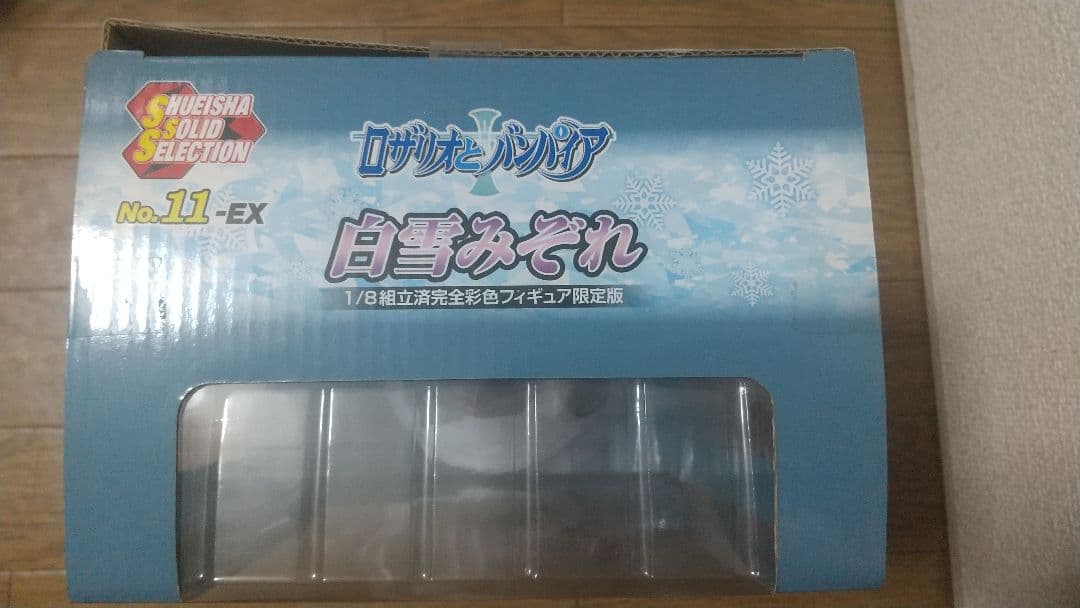 SHUEISHA
SOLID
SELECTION
No.11-EX
ロザリオとバンパイア
白雪みぞれ
1/8組立済完全彩色フィギュア限定版